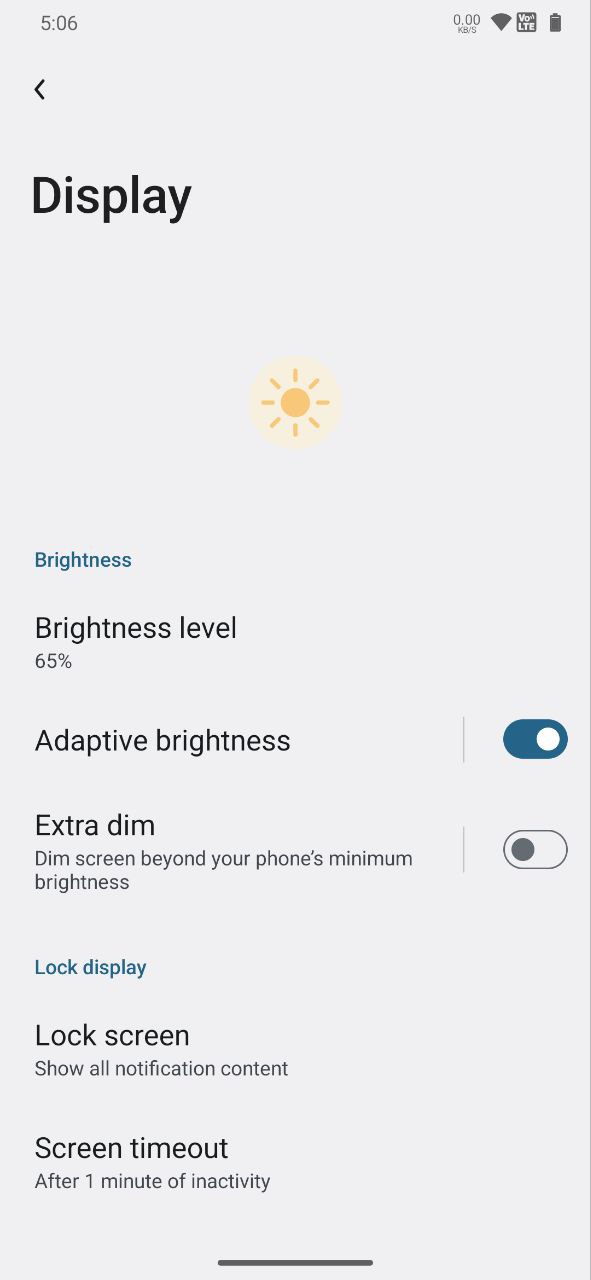 5:06
0.00
KB/S
Vo))
LTE
Display
Brightness
Brightness level
65%
Adaptive brightness
Extra dim
Dim screen beyond your phone’s minimum
brightness
Lock display
Lock screen
Show all notification content
Screen timeout
After 1 minute of inactivity